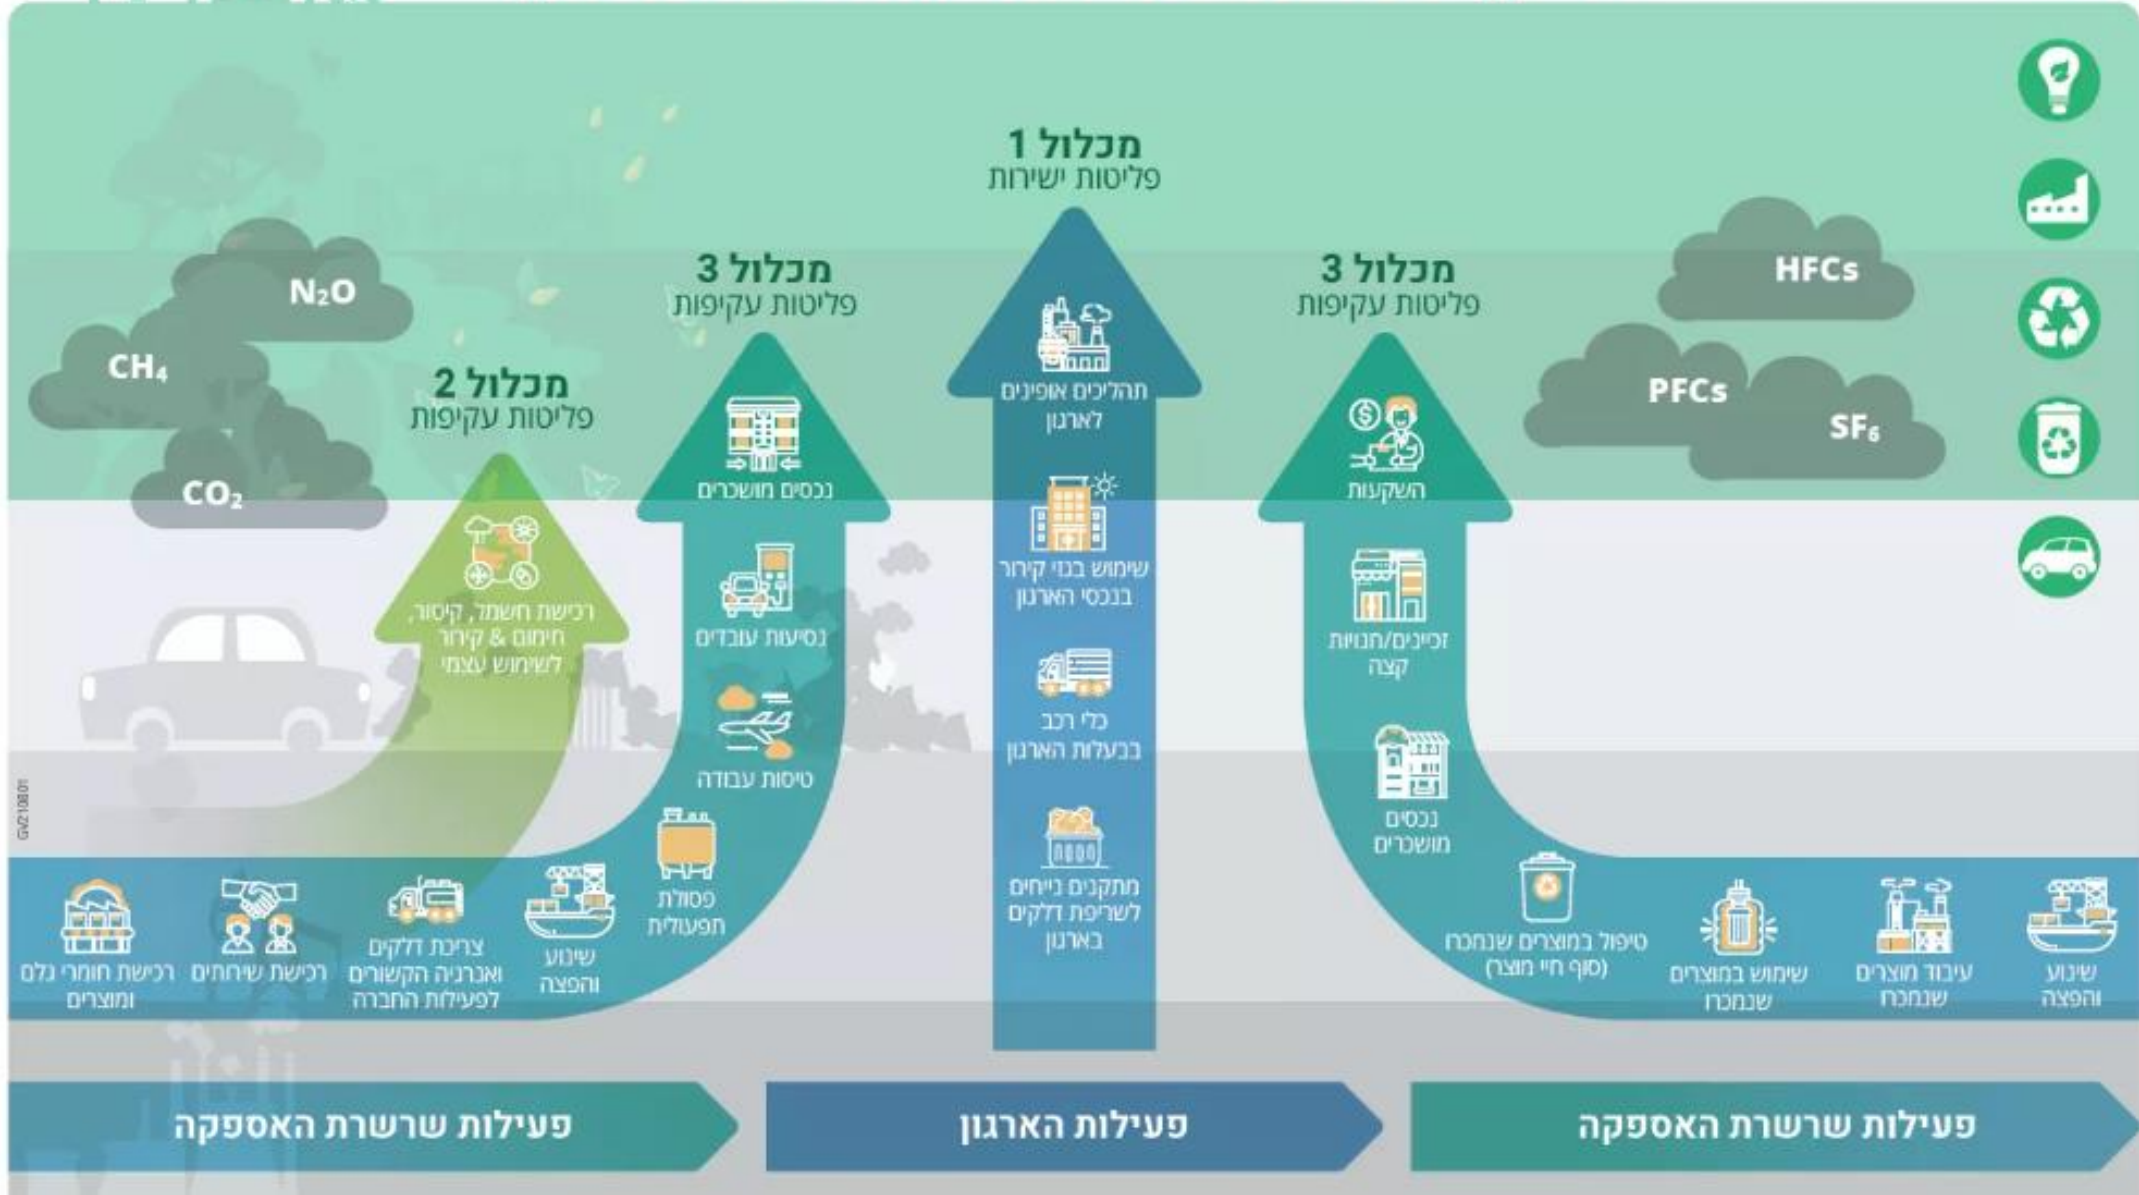 מכלול 1
פליטות ישירות
תהליכים אופינים
לארגון
שימוש בגזי קירור
בנכסי הארגון
כלי רכב
בבעלות הארגון
מתקנים נייחים
לשריפת דלקים
בארגון
מכלול 3
פליטות עקיפות
השקעות
זכיינים/חנויות
קצה
נכסים
מושכרים
טיפול במוצרים שנמכרו
(סוף חיי מוצר)
שימוש במוצרים
שנמכרו
עיבוד מוצרים
שנמכרו
שינוע
והפצה
מכלול 3
פליטות עקיפות
נכסים מושכרים
נסיעות עובדים
טיסות עבודה
פסולת
תפעולית
שינוע
והפצה
צריכת דלקים
ואנרגיה הקשורים
לפעילות החברה
רכישת שירותים
רכישת חומרי גלם
ומוצרים
מכלול 2
פליטות עקיפות
רכישת חשמל, קיטור,
חימום & קירור
לשימוש עצמי
HFCs
PFCs
SF₆
N₂O
CH₄
CO₂
GV210801
פעילות שרשרת האספקה
פעילות הארגון
פעילות שרשרת האספקה